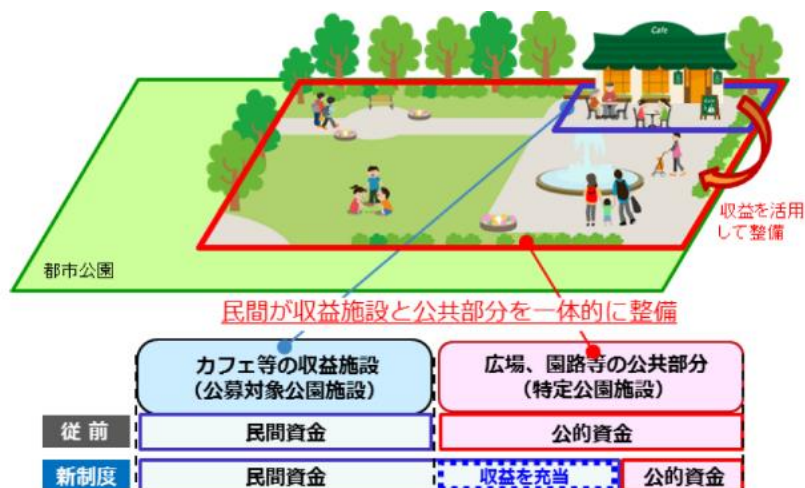 Cafe
収益を活用
して整備
都市公園
民間が収益施設と公共部分を一体的に整備
カフェ等の収益施設
（公募対象公園施設）
広場、園路等の公共部分
（特定公園施設）
従前
民間資金
公的資金
新制度
民間資金
収益を充当
公的資金